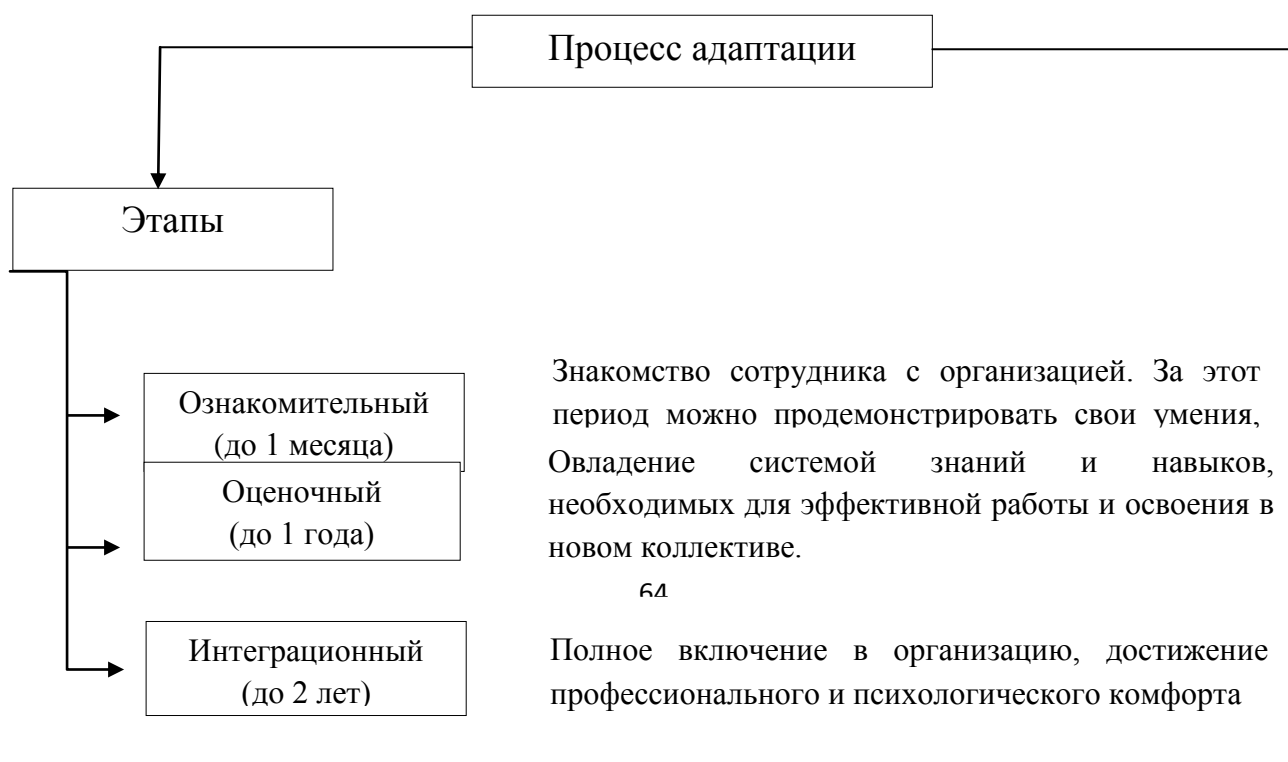 Процесс адаптации
Этапы
Ознакомительный
(до 1 месяца)
Знакомство сотрудника с организацией. За этот
период можно продемонстрировать свои умения,
Оценочный
(до 1 года)
Овладение системой знаний и навыков,
необходимых для эффективной работы и освоения в
новом коллективе.
64
Интеграционный
(до 2 лет)
Полное включение в организацию, достижение
профессионального и психологического комфорта